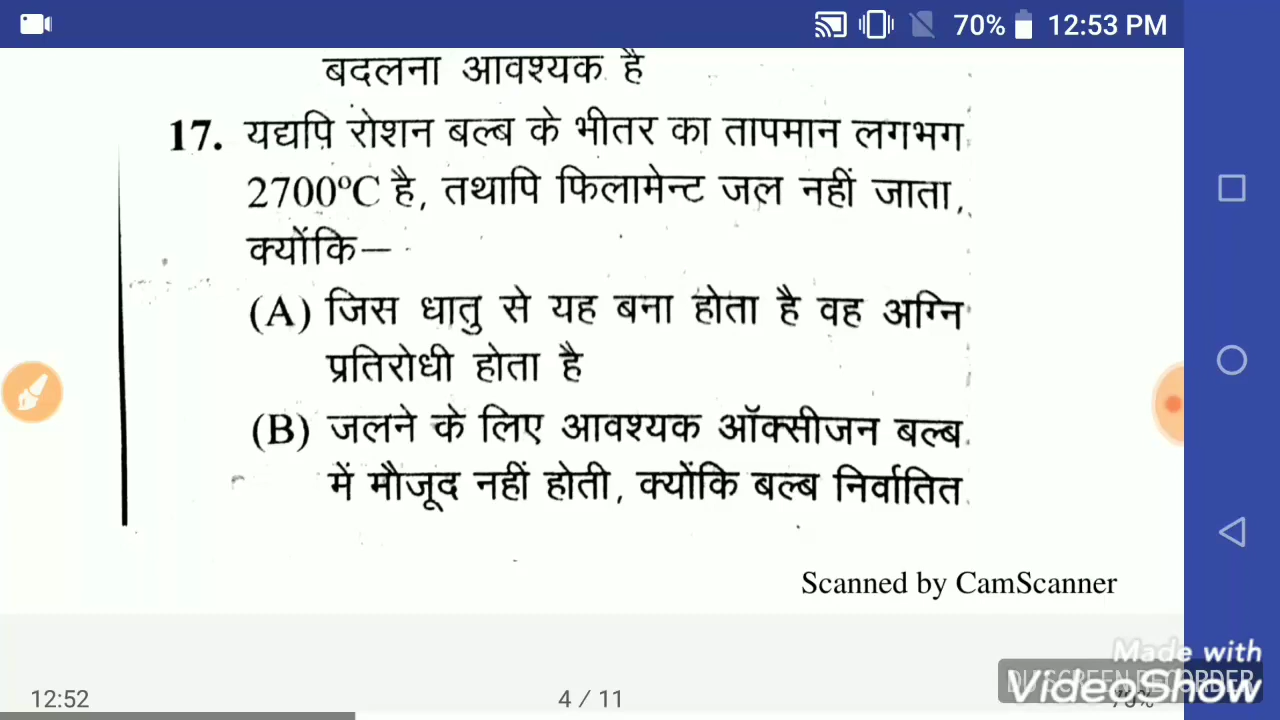 70% 12:53 PM
बदलना आवश्यक है
17. यद्यपि रोशन बल्ब के भीतर का तापमान लगभग
2700°C है, तथापि फिलामेन्ट जल नहीं जाता,
क्योंकि—
(A) जिस धातु से यह बना होता है वह अग्नि
प्रतिरोधी होता है
(B) जलने के लिए आवश्यक ऑक्सीजन बल्ब
में मौजूद नहीं होती, क्योंकि बल्ब निर्वातित
Scanned by CamScanner
Made with
VideoShow
12:52 4 / 11 70%